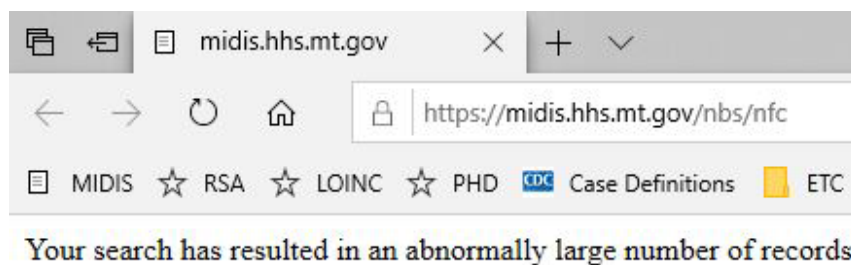 midis.hhs.mt.gov
https://midis.hhs.mt.gov/nbs/nfc
MIDIS RSA LOINC PHD CDC Case Definitions ETC
Your search has resulted in an abnormally large number of records